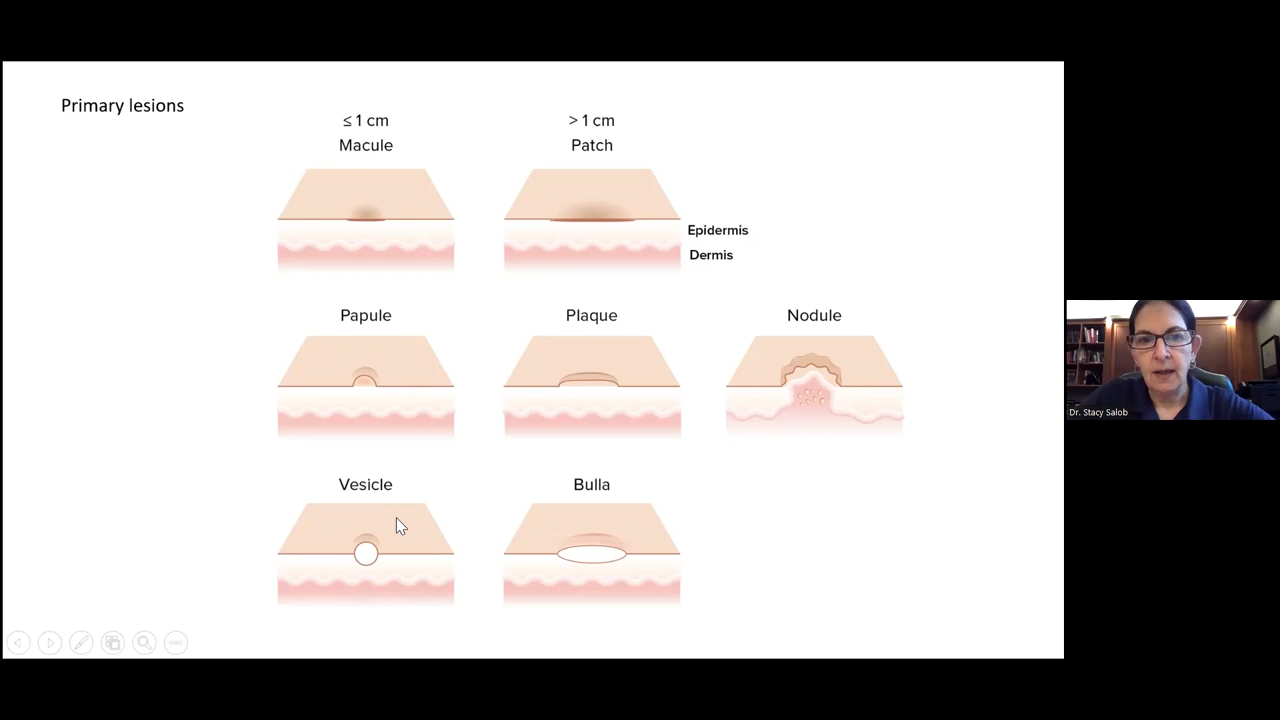 Primary lesions
≤ 1 cm
> 1 cm
Macule
Patch
Epidermis
Dermis
Papule
Plaque
Nodule
Vesicle
Bulla
Dr. Stacy Salob